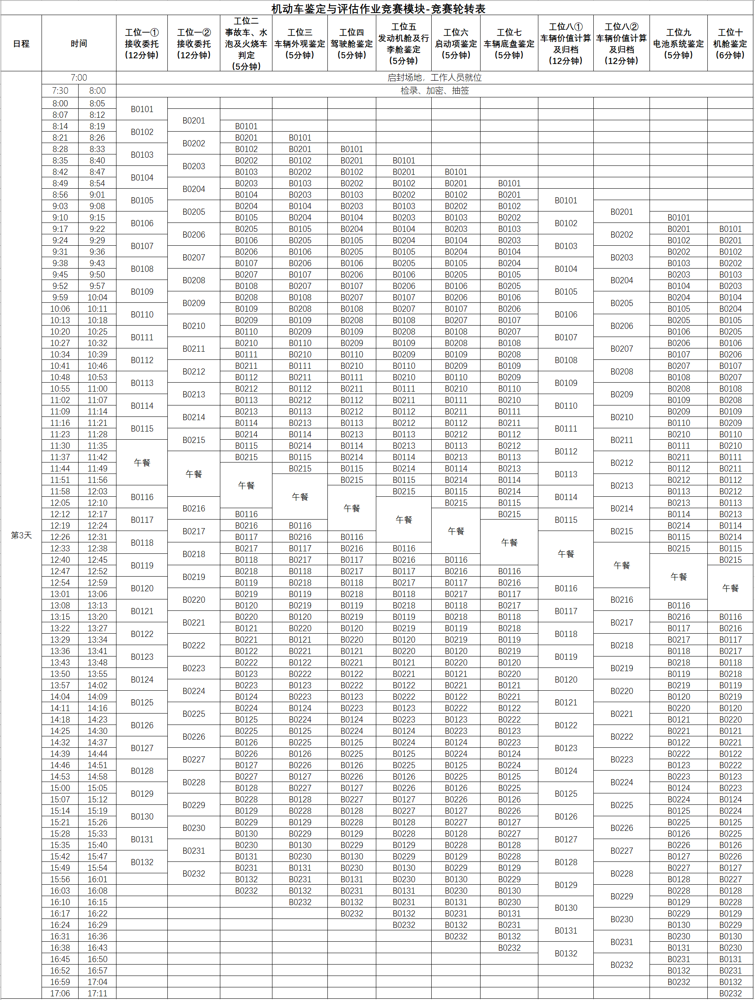 机动车鉴定与评估作业竞赛模块-竞赛轮转表
日程
时间
工位一①
接收委托
(12分钟)
工位一②
接收委托
(12分钟)
工位二
事故车、水
泡及火烧车
判定
(5分钟)
工位三
车辆外观鉴定
(5分钟)
工位四
驾驶舱鉴定
(5分钟)
工位五
发动机舱及行
李舱鉴定
(5分钟)
工位六
启动项鉴定
(5分钟)
工位七
车辆底盘鉴定
(5分钟)
工位八①
车辆价值计算
及归档
(12分钟)
工位八②
车辆价值计算
及归档
(12分钟)
工位九
电池系统鉴定
(5分钟)
工位十
机舱鉴定
(6分钟)
第3天
7:00 启封场地，工作人员就位
7:30 8:00 检录、加密、抽签
8:00 8:05 B0101
8:07 8:12 B0201
8:14 8:19 B0102 B0101
8:21 8:26 B0202 B0201 B0101
8:28 8:33 B0103 B0102 B0201 B0101
8:35 8:40 B0203 B0202 B0102 B0201 B0101
8:42 8:47 B0104 B0103 B0202 B0102 B0201 B0101
8:49 8:54 B0204 B0203 B0103 B0202 B0102 B0201 B0101
8:56 9:01 B0105 B0104 B0203 B0103 B0202 B0102 B0201 B0101
9:03 9:08 B0205 B0204 B0104 B0203 B0103 B0202 B0102 B0201
9:10 9:15 B0106 B0105 B0204 B0104 B0203 B0103 B0202 B0102 B0101
9:17 9:22 B0206 B0205 B0105 B0204 B0104 B0203 B0103 B0202 B0201 B0101
9:24 9:29 B0107 B0106 B0205 B0105 B0204 B0104 B0203 B0103 B0102 B0201
9:31 9:36 B0207 B0206 B0106 B0205 B0105 B0204 B0104 B0203 B0202 B0102
9:38 9:43 B0108 B0107 B0206 B0106 B0205 B0105 B0204 B0104 B0103 B0202
9:45 9:50 B0208 B0207 B0107 B0206 B0106 B0205 B0105 B0204 B0203 B0103
9:52 9:57 B0109 B0108 B0207 B0107 B0206 B0106 B0205 B0105 B0104 B0203
9:59 10:04 B0209 B0208 B0108 B0207 B0107 B0206 B0106 B0205 B0204 B0104
10:06 10:11 B0110 B0109 B0208 B0108 B0207 B0107 B0206 B0106 B0105 B0204
10:13 10:18 B0210 B0209 B0109 B0208 B0108 B0207 B0107 B0206 B0205 B0105
10:20 10:25 B0111 B0110 B0209 B0109 B0208 B0108 B0207 B0107 B0106 B0205
10:27 10:32 B0211 B0210 B0110 B0209 B0109 B0208 B0108 B0207 B0206 B0106
10:34 10:39 B0112 B0111 B0210 B0110 B0209 B0109 B0208 B0108 B0107 B0206
10:41 10:46 B0212 B0211 B0111 B0210 B0110 B0209 B0109 B0208 B0207 B0107
10:48 10:53 B0113 B0112 B0211 B0111 B0210 B0110 B0209 B0109 B0108 B0207
10:55 11:00 B0213 B0212 B0112 B0211 B0111 B0210 B0110 B0209 B0208 B0108
11:02 11:07 B0114 B0113 B0212 B0112 B0211 B0111 B0210 B0110 B0109 B0208
11:09 11:14 B0214 B0213 B0113 B0212 B0112 B0211 B0111 B0210 B0209 B0109
11:16 11:21 B0115 B0114 B0213 B0113 B0212 B0112 B0211 B0111 B0110 B0209
11:23 11:28 B0215 B0214 B0114 B0213 B0113 B0212 B0112 B0211 B0210 B0110
11:30 11:35 午餐 B0115 B0214 B0114 B0213 B0113 B0212 B0112 B0111 B0210
11:37 11:42 午餐 B0215 B0115 B0214 B0114 B0213 B0113 B0212 B0211 B0111
11:44 11:49 午餐 B0215 B0115 B0214 B0114 B0213 B0113 B0112 B0211
11:51 11:56 午餐 B0215 B0115 B0214 B0114 B0213 B0212 B0112
11:58 12:03 B0116 午餐 B0215 B0115 B0214 B0114 B0113 B0212
12:05 12:10 B0216 午餐 B0215 B0115 B0214 B0213 B0113
12:12 12:17 B0117 B0116 午餐 B0215 B0115 B0114 B0213
12:19 12:24 B0217 B0216 B0116 午餐 B0215 B0214 B0114
12:26 12:31 B0118 B0117 B0216 B0116 午餐 B0115 B0214
12:33 12:38 B0218 B0217 B0117 B0216 B0116 午餐 B0215 B0115
12:40 12:45 B0119 B0118 B0217 B0117 B0216 B0116 午餐 B0215
12:47 12:52 B0219 B0218 B0118 B0217 B0117 B0216 B0116 午餐
12:54 12:59 B0120 B0119 B0218 B0118 B0217 B0117 B0216 B0116
13:01 13:06 B0220 B0219 B0119 B0218 B0118 B0217 B0117 B0216
13:08 13:13 B0121 B0120 B0219 B0119 B0218 B0118 B0217 B0117 B0116
13:15 13:20 B0221 B0220 B0120 B0219 B0119 B0218 B0118 B0217 B0216 B0116
13:22 13:27 B0122 B0121 B0220 B0120 B0219 B0119 B0218 B0118 B0117 B0216
13:29 13:34 B0222 B0221 B0121 B0220 B0120 B0219 B0119 B0218 B0217 B0117
13:36 13:41 B0123 B0122 B0221 B0121 B0220 B0120 B0219 B0119 B0118 B0217
13:43 13:48 B0223 B0222 B0122 B0221 B0121 B0220 B0120 B0219 B0218 B0118
13:50 13:55 B0124 B0123 B0222 B0122 B0221 B0121 B0220 B0120 B0119 B0218
13:57 14:02 B0224 B0223 B0123 B0222 B0122 B0221 B0121 B0220 B0219 B0119
14:04 14:09 B0125 B0124 B0223 B0123 B0222 B0122 B0221 B0121 B0120 B0219
14:11 14:16 B0225 B0224 B0124 B0223 B0123 B0222 B0122 B0221 B0220 B0120
14:18 14:23 B0126 B0125 B0224 B0124 B0223 B0123 B0222 B0122 B0121 B0220
14:25 14:30 B0226 B0225 B0125 B0224 B0124 B0223 B0123 B0222 B0221 B0121
14:32 14:37 B0127 B0126 B0225 B0125 B0224 B0124 B0223 B0123 B0122 B0221
14:39 14:44 B0227 B0226 B0126 B0225 B0125 B0224 B0124 B0223 B0222 B0122
14:46 14:51 B0128 B0127 B0226 B0126 B0225 B0125 B0224 B0124 B0123 B0222
14:53 14:58 B0228 B0227 B0127 B0226 B0126 B0225 B0125 B0224 B0223 B0123
15:00 15:05 B0129 B0128 B0227 B0127 B0226 B0126 B0225 B0125 B0124 B0223
15:07 15:12 B0229 B0228 B0128 B0227 B0127 B0226 B0126 B0225 B0224 B0124
15:14 15:19 B0130 B0129 B0228 B0128 B0227 B0127 B0226 B0126 B0125 B0224
15:21 15:26 B0230 B0229 B0129 B0228 B0128 B0227 B0127 B0226 B0225 B0125
15:28 15:33 B0131 B0130 B0229 B0129 B0228 B0128 B0227 B0127 B0126 B0225
15:35 15:40 B0231 B0230 B0130 B0229 B0129 B0228 B0128 B0227 B0226 B0126
15:42 15:47 B0132 B0131 B0230 B0130 B0229 B0129 B0228 B0128 B0127 B0226
15:49 15:54 B0232 B0231 B0131 B0230 B0130 B0229 B0129 B0228 B0227 B0127
15:56 16:01 B0132 B0231 B0131 B0230 B0130 B0229 B0129 B0128 B0227
16:03 16:08 B0232 B0132 B0231 B0131 B0230 B0130 B0229 B0228 B0128
16:10 16:15 B0232 B0132 B0231 B0131 B0230 B0130 B0129 B0228
16:17 16:22 B0232 B0132 B0231 B0131 B0230 B0229 B0129
16:24 16:29 B0232 B0132 B0231 B0131 B0130 B0229
16:31 16:36 B0232 B0132 B0231 B0230 B0130
16:38 16:43 B0232 B0132 B0131 B0230
16:45 16:50 B0232 B0231 B0131
16:52 16:57 B0132 B0231
16:59 17:04 B0232 B0132
17:06 17:11 B0232